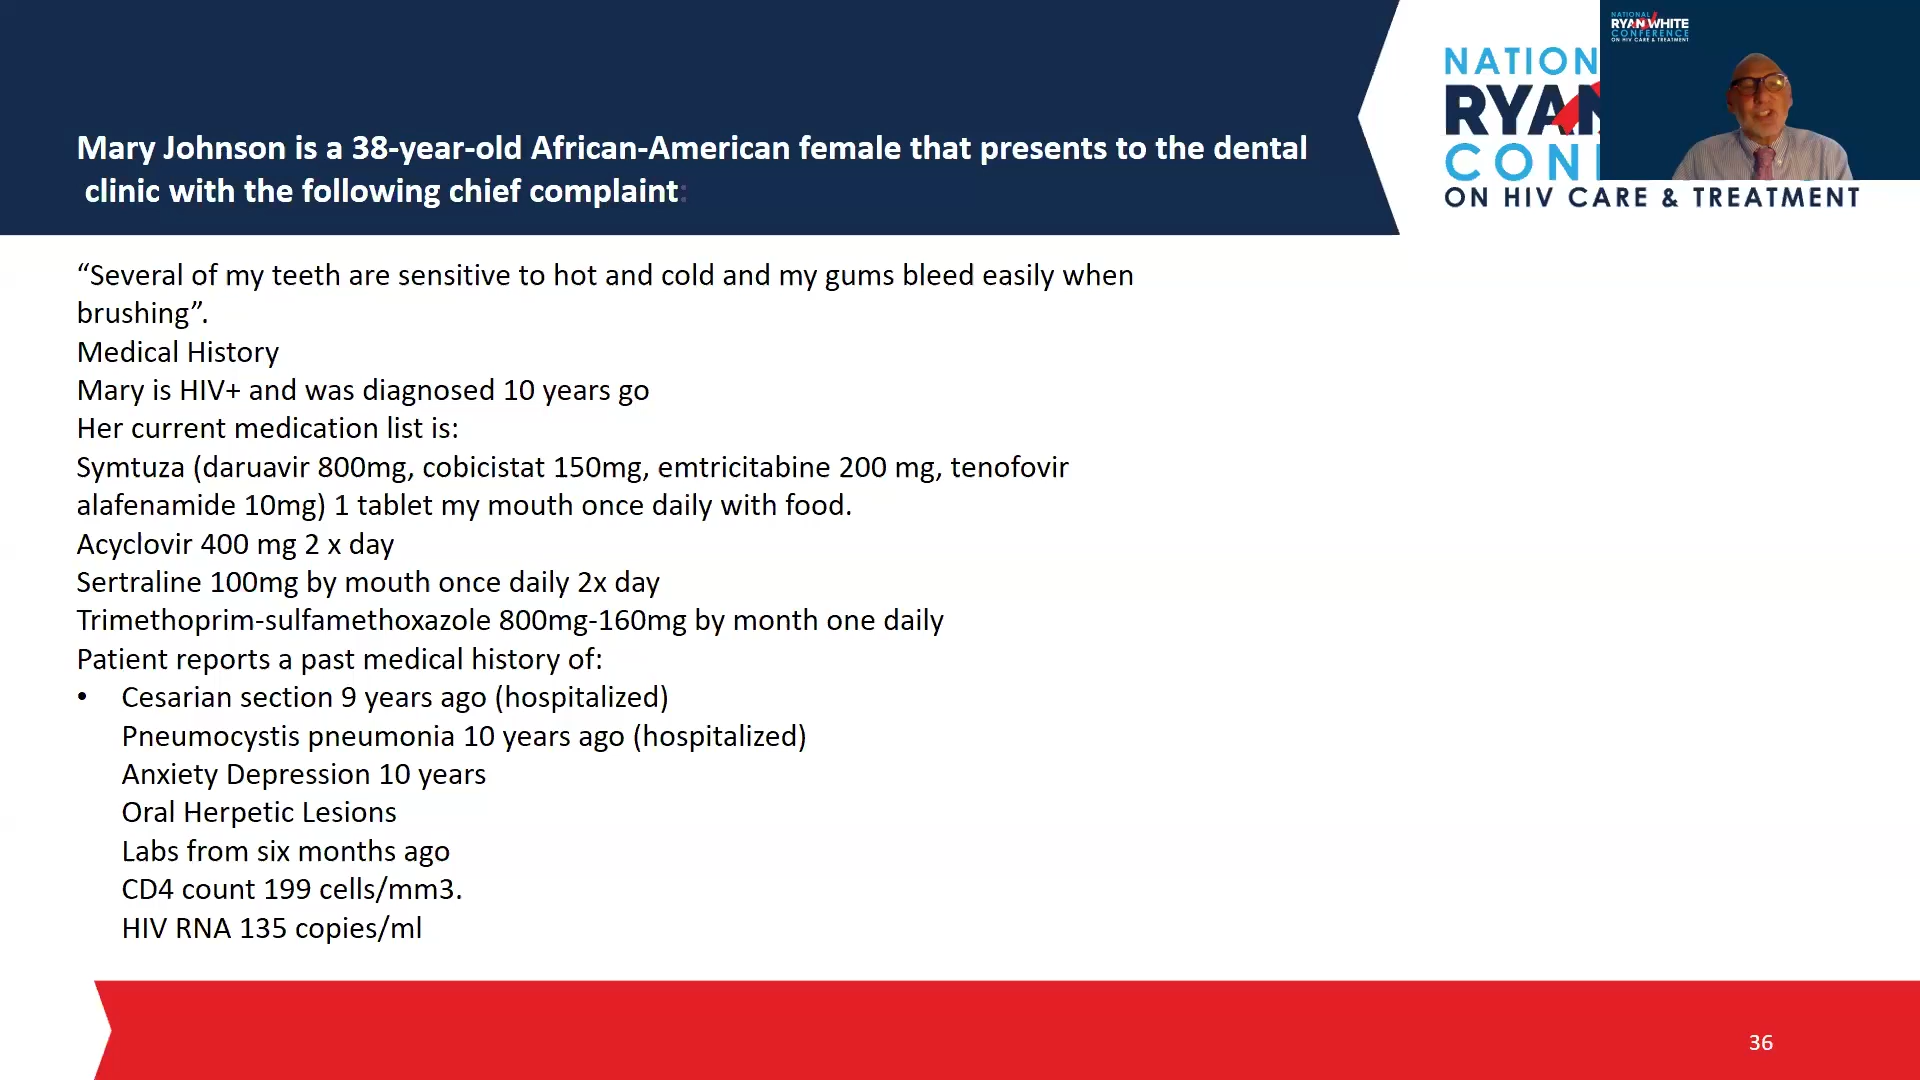 Mary Johnson is a 38-year-old African-American female that presents to the dental
clinic with the following chief complaint:
NATION
RYAN
CON
ON HIV CARE & TREATMENT
NATIONAL
RYAN WHITE
CONFERENCE
ON HIV CARE & TREATMENT
“Several of my teeth are sensitive to hot and cold and my gums bleed easily when
brushing”.
Medical History
Mary is HIV+ and was diagnosed 10 years go
Her current medication list is:
Symtuza (daruavir 800mg, cobicistat 150mg, emtricitabine 200 mg, tenofovir
alafenamide 10mg) 1 tablet my mouth once daily with food.
Acyclovir 400 mg 2 x day
Sertraline 100mg by mouth once daily 2x day
Trimethoprim-sulfamethoxazole 800mg-160mg by month one daily
Patient reports a past medical history of:
• Cesarian section 9 years ago (hospitalized)
Pneumocystis pneumonia 10 years ago (hospitalized)
Anxiety Depression 10 years
Oral Herpetic Lesions
Labs from six months ago
CD4 count 199 cells/mm3.
HIV RNA 135 copies/ml
36